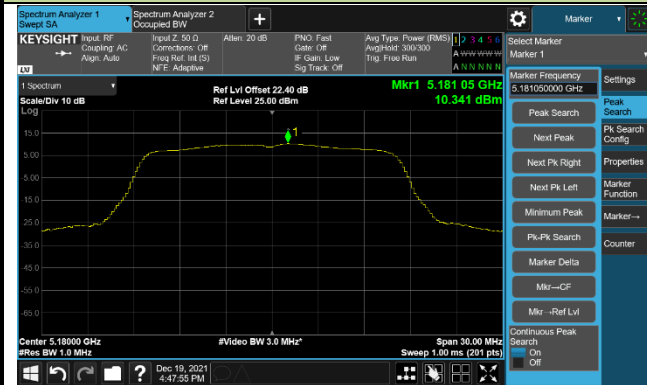 Spectrum Analyzer 1
Swept SA
Spectrum Analyzer 2
Occupied BW
+
Marker
KEYSIGHT
Input: RF
Coupling: AC
Align: Auto
Input Z: 50 Ω
Corrections: Off
Freq Ref: Int (S)
NFE: Adaptive
Atten: 20 dB
PNO: Fast
Gate: Off
IF Gain: Low
Sig Track: Off
Avg Type: Power (RMS)
Avg|Hold: 300/300
Trig: Free Run
1 2 3 4 5 6
A W W W W W
A N N N N N
LXI
Select Marker
Marker 1
1 Spectrum
Scale/Div 10 dB
Ref Lvl Offset 22.40 dB
Ref Level 25.00 dBm
Mkr1 5.181 05 GHz
10.341 dBm
Log
15.0
5.00
-5.00
-15.0
-25.0
-35.0
-45.0
-55.0
-65.0
1
Center 5.18000 GHz
#Res BW 1.0 MHz
#Video BW 3.0 MHz*
Span 30.00 MHz
Sweep 1.00 ms (201 pts)
Marker Frequency
5.181050000 GHz
Peak Search
Next Peak
Next Pk Right
Next Pk Left
Minimum Peak
Pk-Pk Search
Marker Delta
Mkr→CF
Mkr→Ref Lvl
Continuous Peak
Search
On
Off
Settings
Peak
Search
Pk Search
Config
Properties
Marker
Function
Marker→
Counter
?
Dec 19, 2021
4:47:55 PM